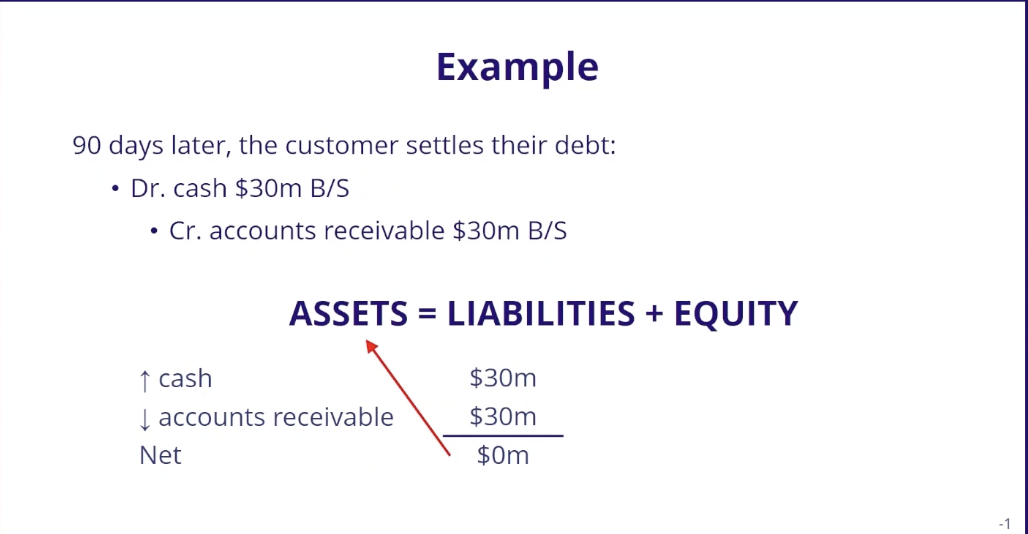 Example
90 days later, the customer settles their debt:
• Dr. cash $30m B/S
• Cr. accounts receivable $30m B/S
ASSETS = LIABILITIES + EQUITY
↑ cash $30m
↓ accounts receivable $30m
Net $0m
-1